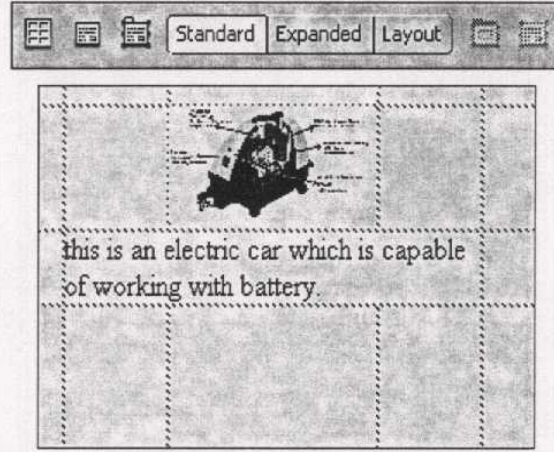 Standard Expanded Layout
this is an electric car which is capable
of working with battery.